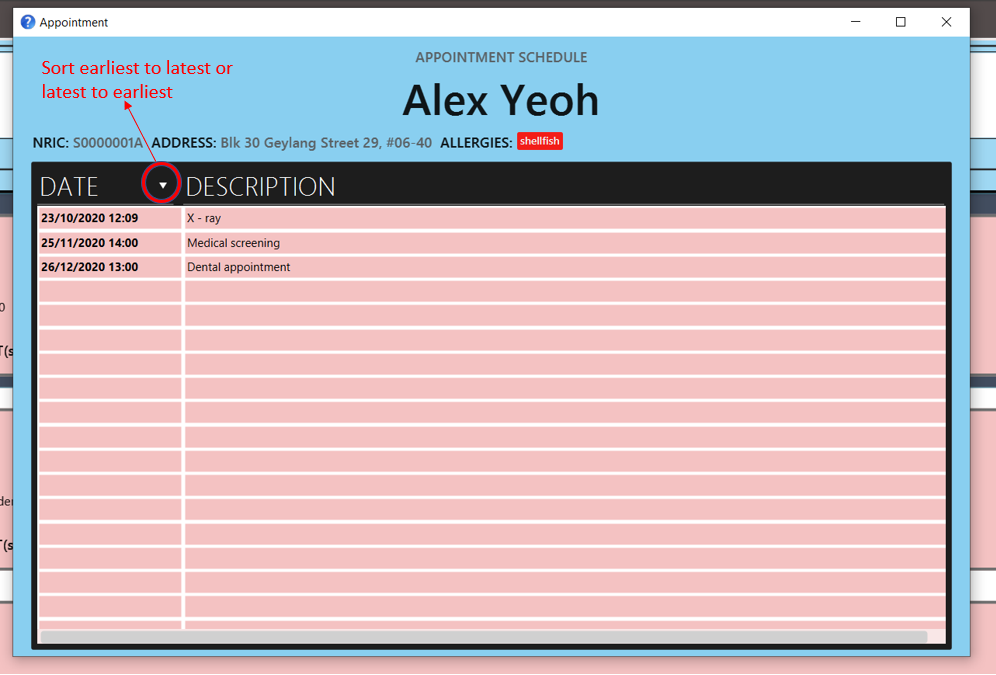 Appointment
APPOINTMENT SCHEDULE
Sort earliest to latest or
latest to earliest
Alex Yeoh
NRIC: S0000001A ADDRESS: Blk 30 Geylang Street 29, #06-40 ALLERGIES: shellfish
DATE DESCRIPTION
23/10/2020 12:09 X - ray
25/11/2020 14:00 Medical screening
26/12/2020 13:00 Dental appointment